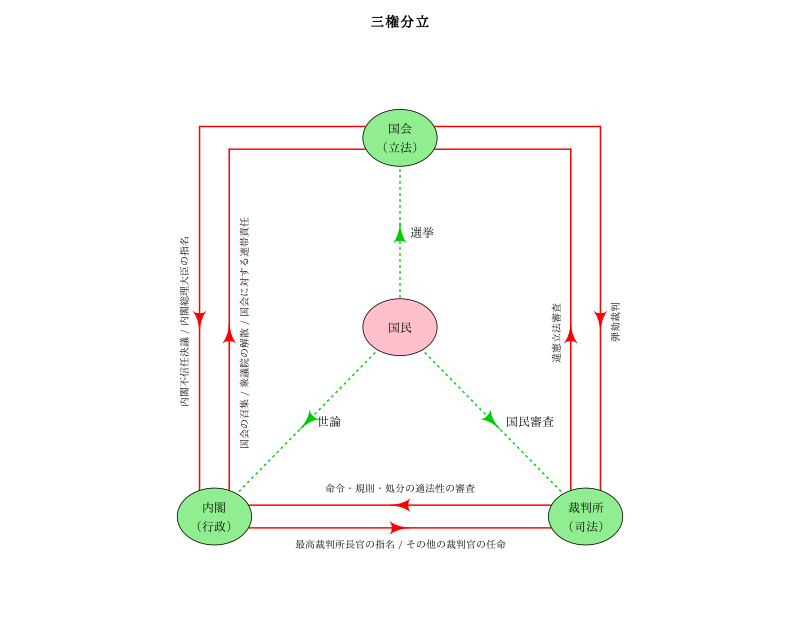 三権分立
国会
（立法）
選挙
内閣不信任決議 / 内閣総理大臣の指名
国会の召集 / 衆議院の解散 / 国会に対する連帯責任
違憲立法審査
弾劾裁判
国民
世論
国民審査
命令・規則・処分の適法性の審査
内閣
（行政）
裁判所
（司法）
最高裁判所長官の指名 / その他の裁判官の任命